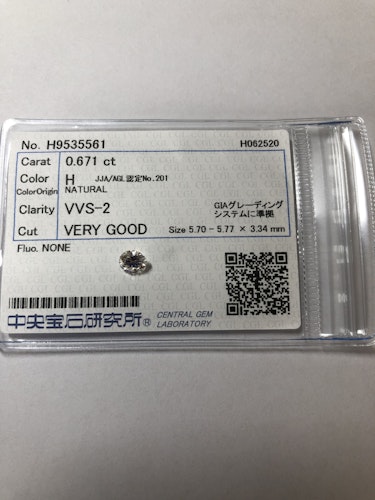 No. H9535561 H062520
Carat 0.671 ct
Color H JJA/AGL認定No.201
ColorOrigin NATURAL
Clarity VVS-2 GIAグレーディング
システムに準拠
Cut VERY GOOD Size 5.70 - 5.77 × 3.34 mm
Fluo. NONE
中央宝石研究所® CENTRAL GEM
LABORATORY